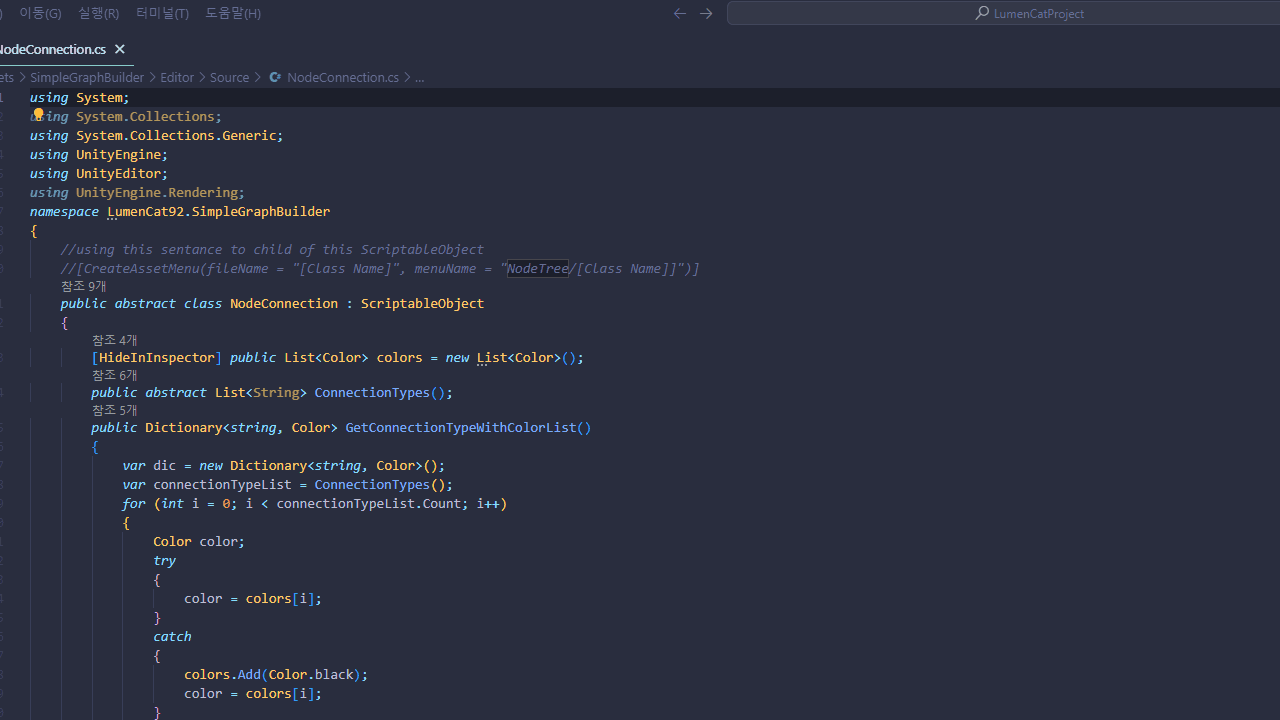 이동(G) 실행(R) 터미널(T) 도움말(H) LumenCatProject
NodeConnection.cs
SimpleGraphBuilder > Editor > Source > NodeConnection.cs > ...
using System;
using System.Collections;
using System.Collections.Generic;
using UnityEngine;
using UnityEditor;
using UnityEngine.Rendering;
namespace LumenCat92.SimpleGraphBuilder
{
//using this sentance to child of this ScriptableObject
//[CreateAssetMenu(fileName = "[Class Name]", menuName = "NodeTree/[Class Name]]")]
참조 9개
public abstract class NodeConnection : ScriptableObject
{
참조 4개
[HideInInspector] public List<Color> colors = new List<Color>();
참조 6개
public abstract List<String> ConnectionTypes();
참조 5개
public Dictionary<string, Color> GetConnectionTypeWithColorList()
{
var dic = new Dictionary<string, Color>();
var connectionTypeList = ConnectionTypes();
for (int i = 0; i < connectionTypeList.Count; i++)
{
Color color;
try
{
color = colors[i];
}
catch
{
colors.Add(Color.black);
color = colors[i];
}